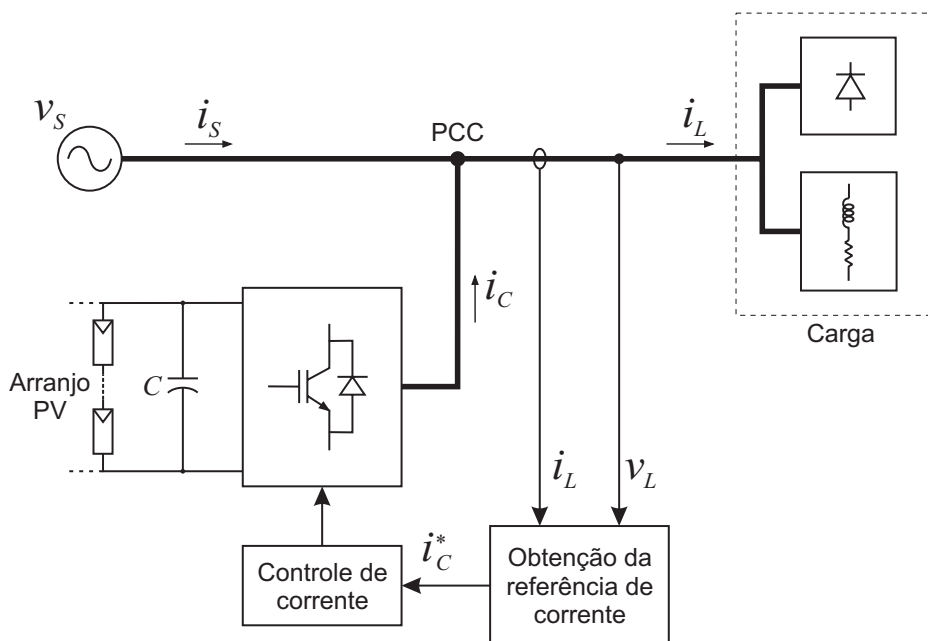 v_S
i_S
PCC
i_L
Carga
i_C
Arranjo
PV
C
i_L
v_L
Controle de
corrente
i_C^*
Obtenção da
referência de
corrente